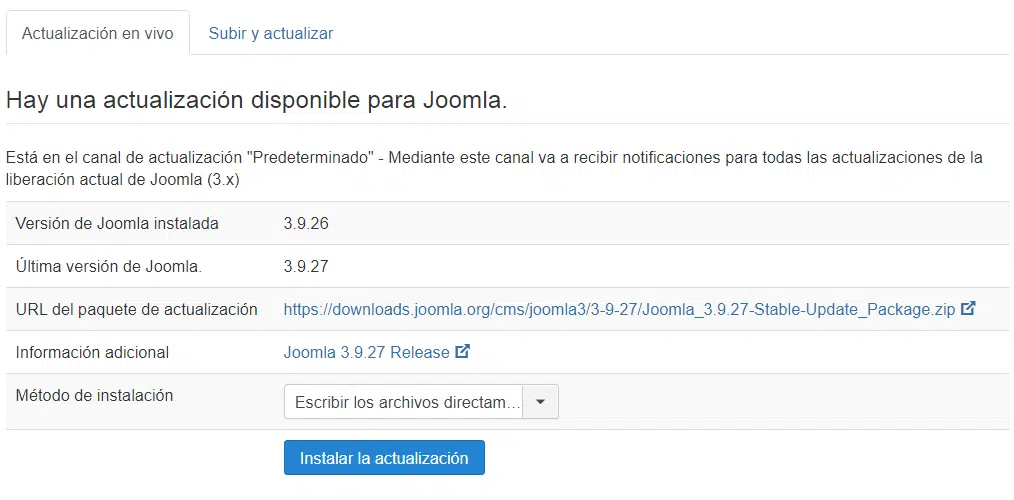 Actualización en vivo
Subir y actualizar
Hay una actualización disponible para Joomla.
Está en el canal de actualización "Predeterminado" - Mediante este canal va a recibir notificaciones para todas las actualizaciones de la
liberación actual de Joomla (3.x)
Versión de Joomla instalada 3.9.26
Última versión de Joomla. 3.9.27
URL del paquete de actualización https://downloads.joomla.org/cms/joomla3/3-9-27/Joomla_3.9.27-Stable-Update_Package.zip
Información adicional Joomla 3.9.27 Release
Método de instalación Escribir los archivos directam...
Instalar la actualización